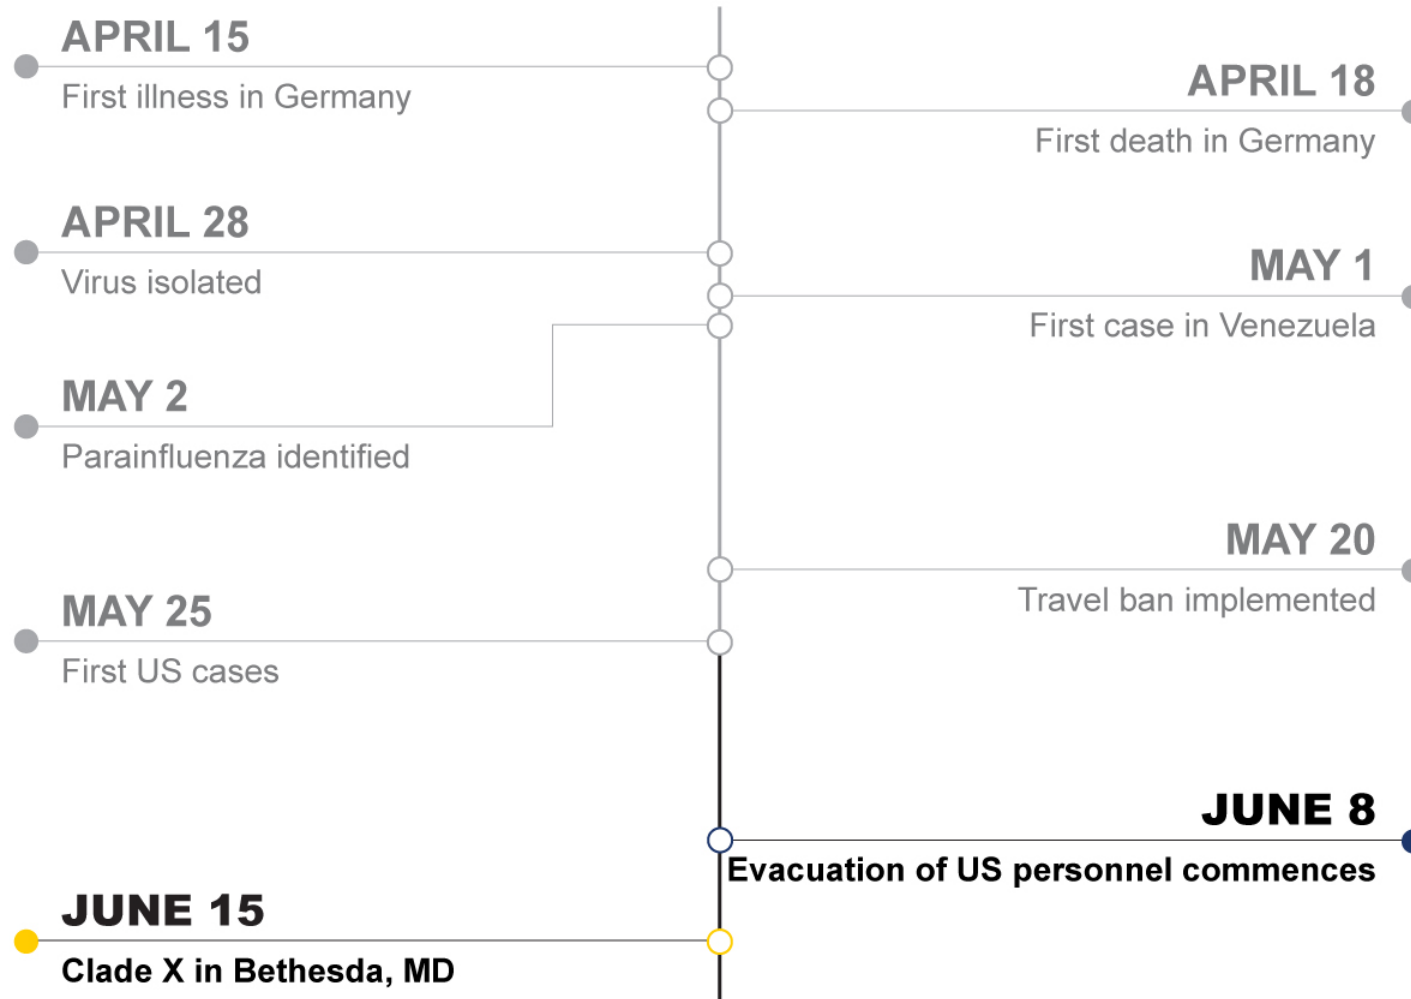 APRIL 15
First illness in Germany
APRIL 18
First death in Germany
APRIL 28
Virus isolated
MAY 1
First case in Venezuela
MAY 2
Parainfluenza identified
MAY 20
Travel ban implemented
MAY 25
First US cases
JUNE 8
Evacuation of US personnel commences
JUNE 15
Clade X in Bethesda, MD